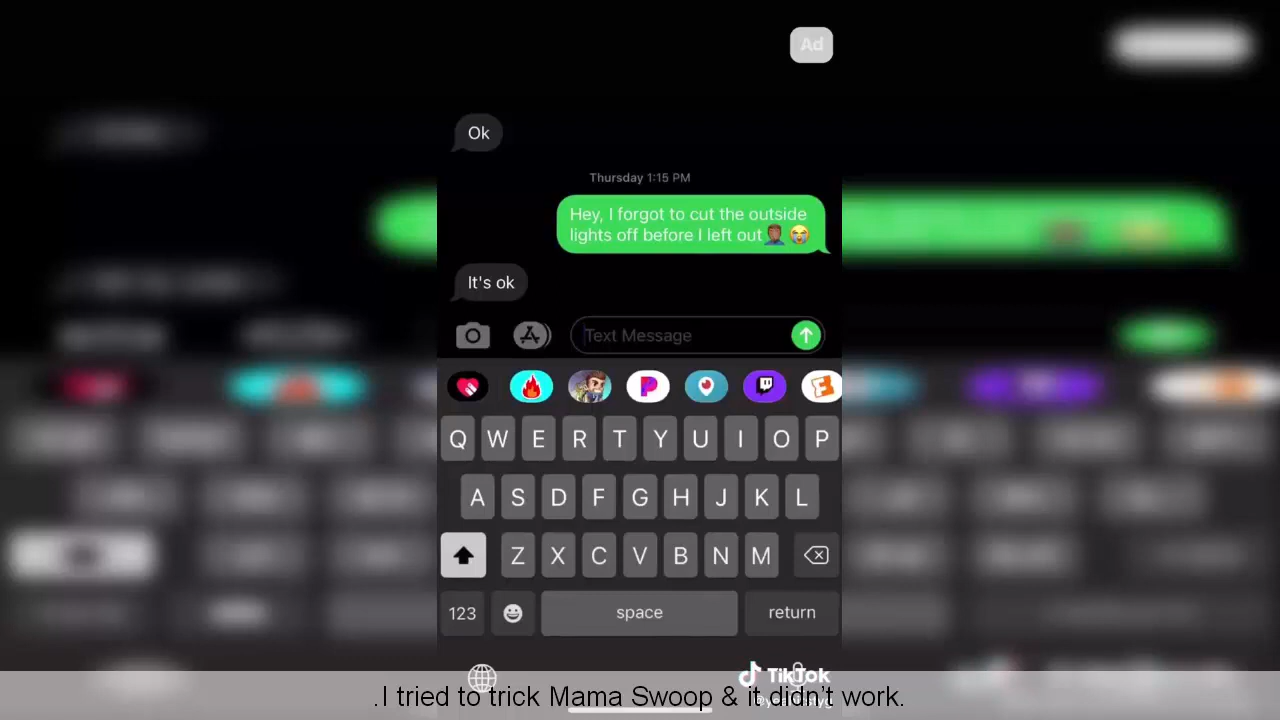 Ad
Ok
Thursday 1:15 PM
Hey, I forgot to cut the outside
lights off before I left out🤦🏾‍♂️😭
It's ok
Text Message
Q W E R T Y U I O P
A S D F G H J K L
Z X C V B N M
123 space return
TikTok
.I tried to trick Mama Swoop & it didn't work.